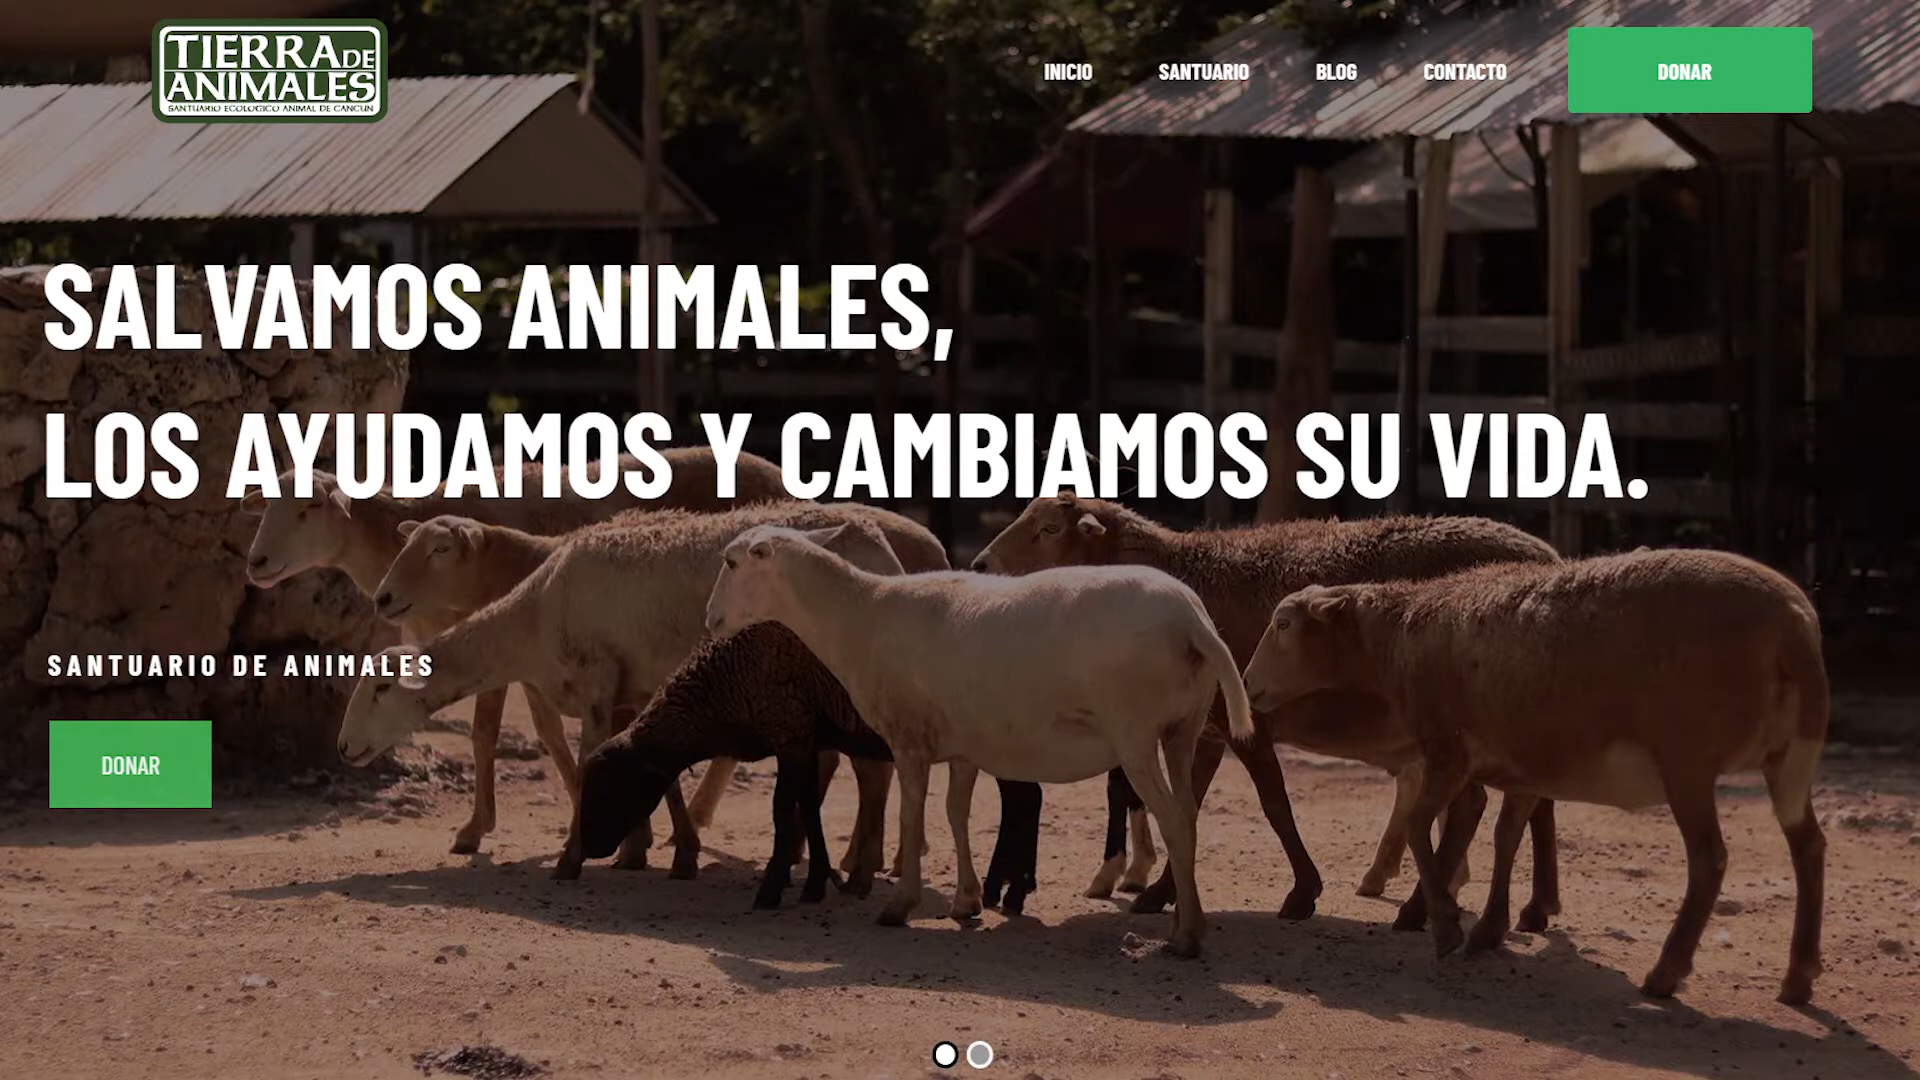 TIERRA DE
ANIMALES
SANTUARIO ECOLOGICO ANIMAL DE CANCUN
INICIO SANTUARIO BLOG CONTACTO DONAR
SALVAMOS ANIMALES,
LOS AYUDAMOS Y CAMBIAMOS SU VIDA.
SANTUARIO DE ANIMALES
DONAR